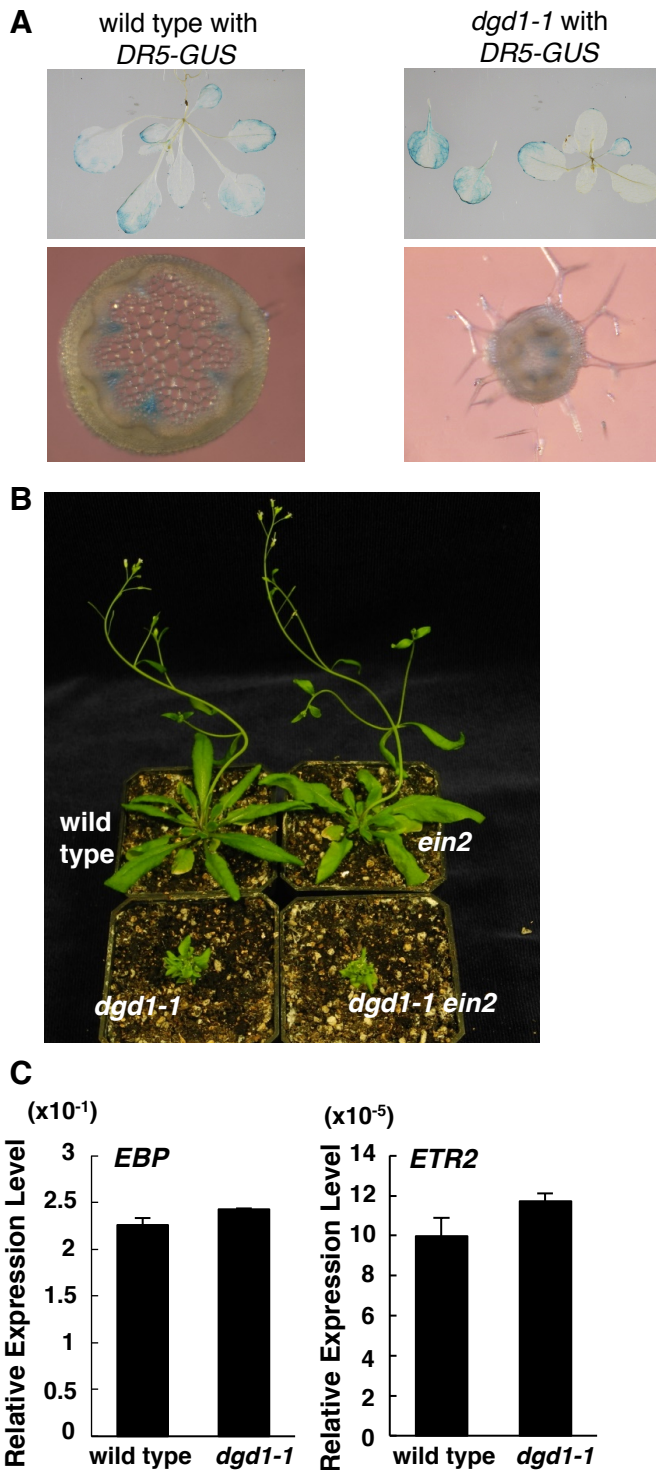 A
wild type with
DR5-GUS
dgd1-1 with
DR5-GUS
B
wild
type
ein2
dgd1-1
dgd1-1 ein2
C
(x10-1)
Relative Expression Level
3
2.5
2
1.5
1
0.5
0
EBP
wild type
dgd1-1
(x10-5)
Relative Expression Level
14
12
10
8
6
4
2
0
ETR2
wild type
dgd1-1